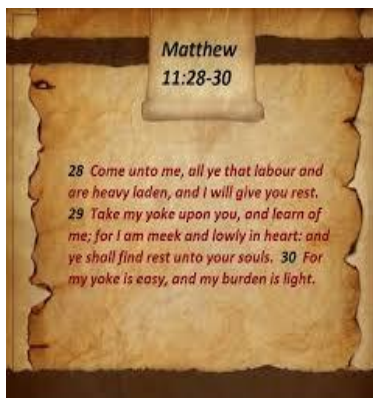 Matthew
11:28-30
28 Come unto me, all ye that labour and
are heavy laden, and I will give you rest.
29 Take my yoke upon you, and learn of
me; for I am meek and lowly in heart: and
ye shall find rest unto your souls. 30 For
my yoke is easy, and my burden is light.